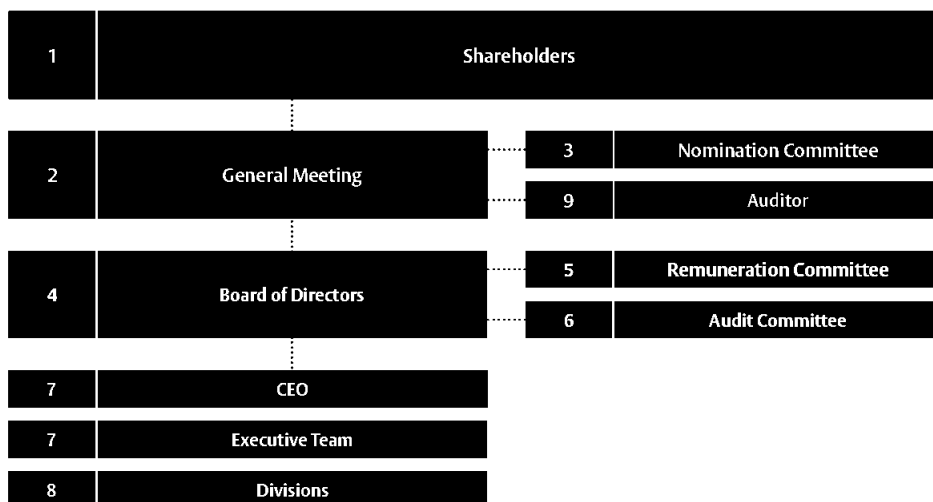 1 Shareholders
2 General Meeting
3 Nomination Committee
9 Auditor
4 Board of Directors
5 Remuneration Committee
6 Audit Committee
7 CEO
7 Executive Team
8 Divisions